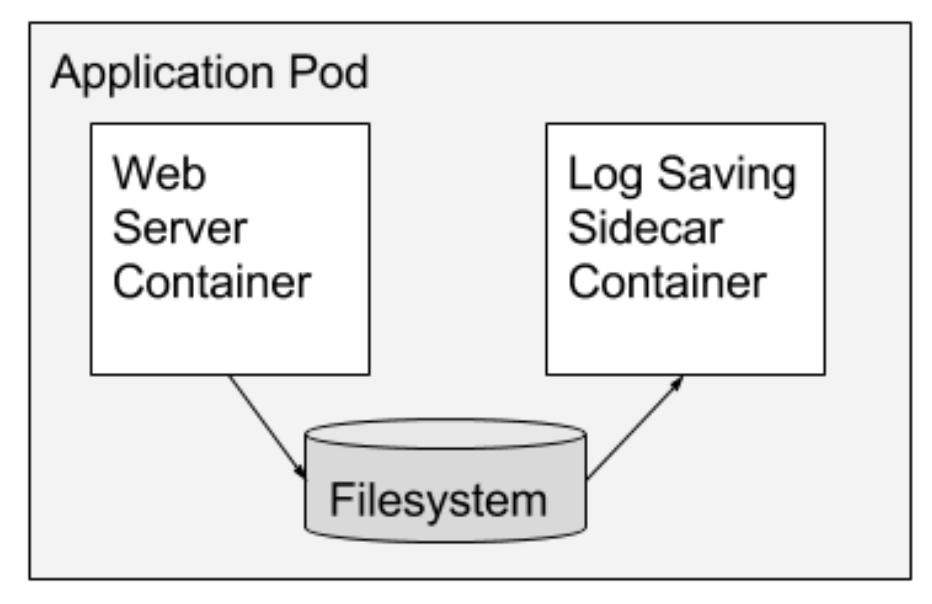 Application Pod
Web
Server
Container
Log Saving
Sidecar
Container
Filesystem